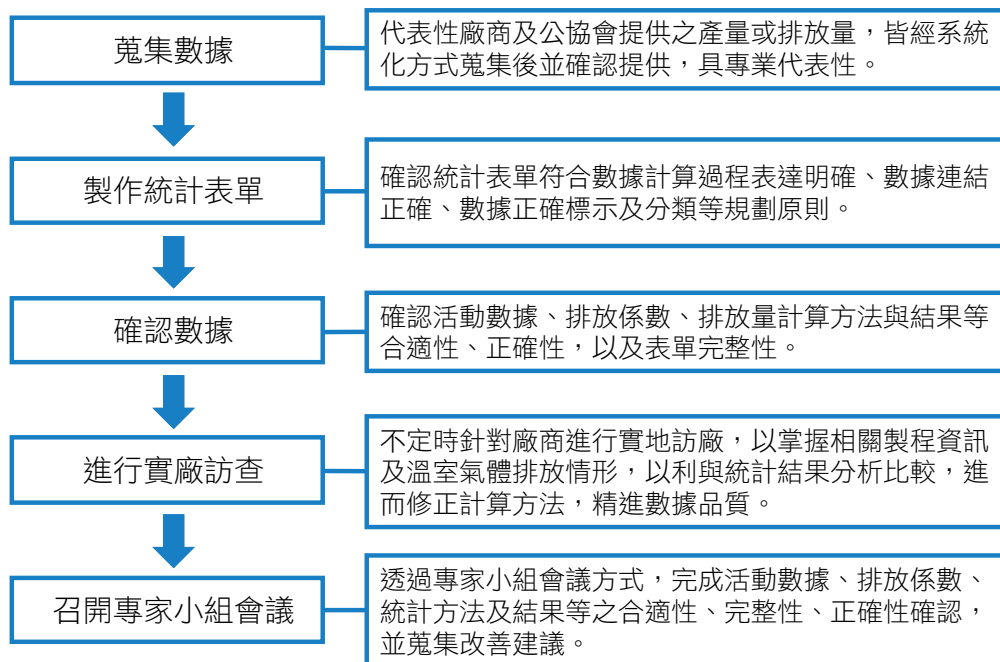 蒐集數據
代表性廠商及公協會提供之產量或排放量，皆經系統
化方式蒐集後並確認提供，具專業代表性。
製作統計表單
確認統計表單符合數據計算過程表達明確、數據連結
正確、數據正確標示及分類等規劃原則。
確認數據
確認活動數據、排放係數、排放量計算方法與結果等
合適性、正確性，以及表單完整性。
進行實廠訪查
不定時針對廠商進行實地訪廠，以掌握相關製程資訊
及溫室氣體排放情形，以利與統計結果分析比較，進
而修正計算方法，精進數據品質。
召開專家小組會議
透過專家小組會議方式，完成活動數據、排放係數、
統計方法及結果等之合適性、完整性、正確性確認，
並蒐集改善建議。